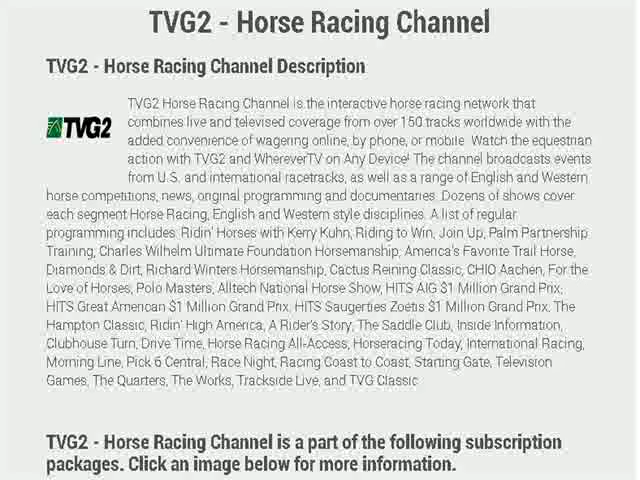 TVG2 - Horse Racing Channel
TVG2 - Horse Racing Channel Description
TVG2 Horse Racing Channel is the interactive horse racing network that
combines live and televised coverage from over 150 tracks worldwide with the
TVG2
added convenience of wagering online, by phone, or mobile. Watch the equestrian
action with TVG2 and WhereverTV on Any Device! The channel broadcasts events
from U.S. and international racetracks, as well as a range of English and Western
horse competitions, news, original programming and documentaries. Dozens of shows cover
each segment Horse Racing, English and Western style disciplines. A list of regular
programming includes: Ridin' Horses with Kerry Kuhn, Riding to Win, Join Up, Palm Partnership
Training, Charles Wilhelm Ultimate Foundation Horsemanship, America's Favorite Trail Horse,
Diamonds & Dirt, Richard Winters Horsemanship, Cactus Reining Classic, CHIO Aachen, For the
Love of Horses, Polo Masters, Alltech National Horse Show, HITS AIG $1 Million Grand Prix,
HITS Great American $1 Million Grand Prix, HITS Saugerties Zoetis $1 Million Grand Prix, The
Hampton Classic, Ridin' High America, A Rider's Story, The Saddle Club, Inside Information,
Clubhouse Turn, Drive Time, Horse Racing All-Access, Horseracing Today, International Racing,
Morning Line, Pick 6 Central, Race Night, Racing Coast to Coast, Starting Gate, Television
Games, The Quarters, The Works, Trackside Live, and TVG Classic
TVG2 - Horse Racing Channel is a part of the following subscription
packages. Click an image below for more information.